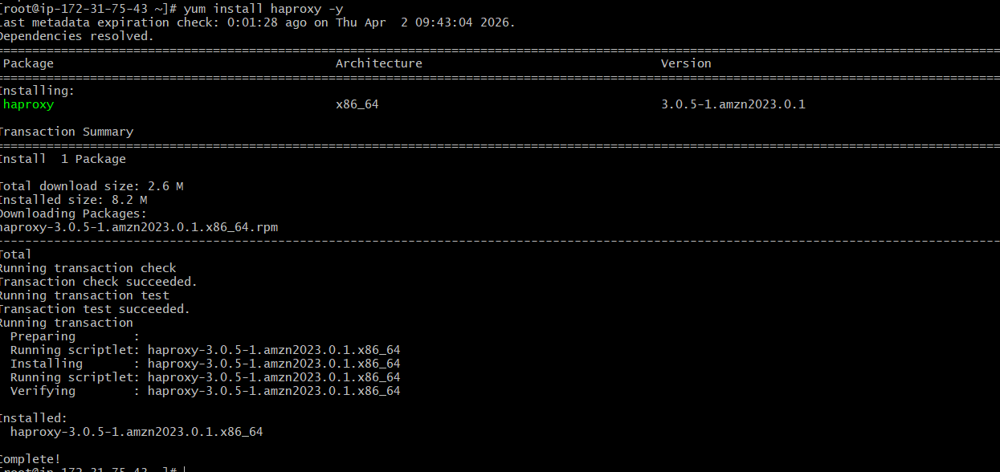 [root@ip-172-31-75-43 ~]# yum install haproxy -y
Last metadata expiration check: 0:01:28 ago on Thu Apr  2 09:43:04 2026.
Dependencies resolved.
================================================================================
Package Architecture Version
================================================================================
Installing:
haproxy x86_64 3.0.5-1.amzn2023.0.1
Transaction Summary
================================================================================
Install  1 Package
Total download size: 2.6 M
Installed size: 8.2 M
Downloading Packages:
haproxy-3.0.5-1.amzn2023.0.1.x86_64.rpm
--------------------------------------------------------------------------------
Total
Running transaction check
Transaction check succeeded.
Running transaction test
Transaction test succeeded.
Running transaction
Preparing        :
Running scriptlet: haproxy-3.0.5-1.amzn2023.0.1.x86_64
Installing       : haproxy-3.0.5-1.amzn2023.0.1.x86_64
Running scriptlet: haproxy-3.0.5-1.amzn2023.0.1.x86_64
Verifying        : haproxy-3.0.5-1.amzn2023.0.1.x86_64
Installed:
haproxy-3.0.5-1.amzn2023.0.1.x86_64
Complete!
[root@ip-172-31-75-43 ~]#